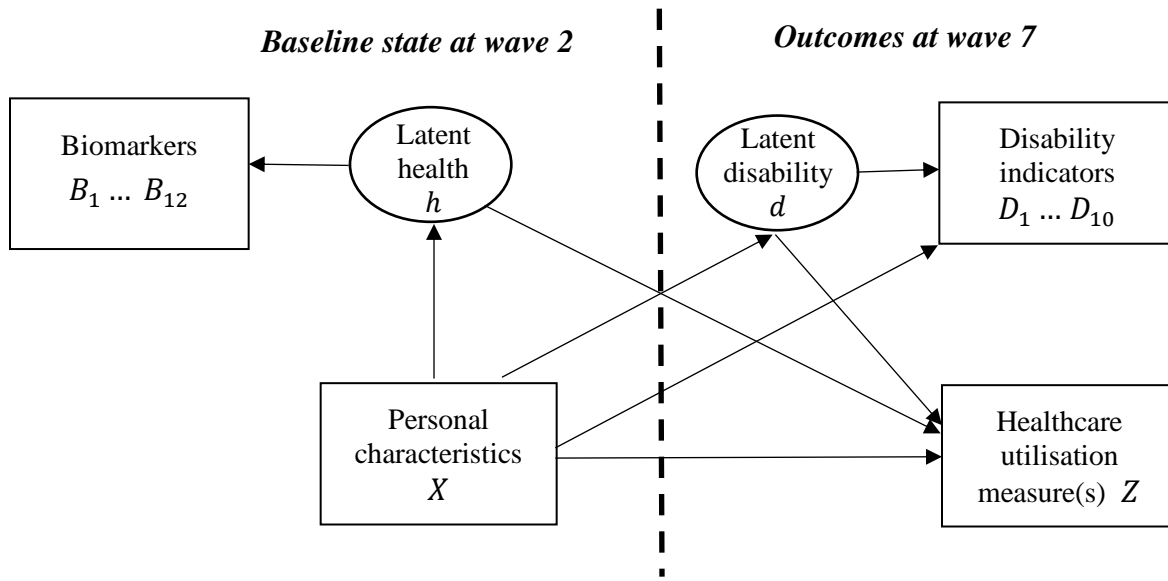 Baseline state at wave 2
Outcomes at wave 7
Biomarkers
𝐵₁ … 𝐵₁₂
Latent
health
ℎ
Latent
disability
𝑑
Disability
indicators
𝐷₁ … 𝐷₁₀
Personal
characteristics
𝑋
Healthcare
utilisation
measure(s) 𝑍